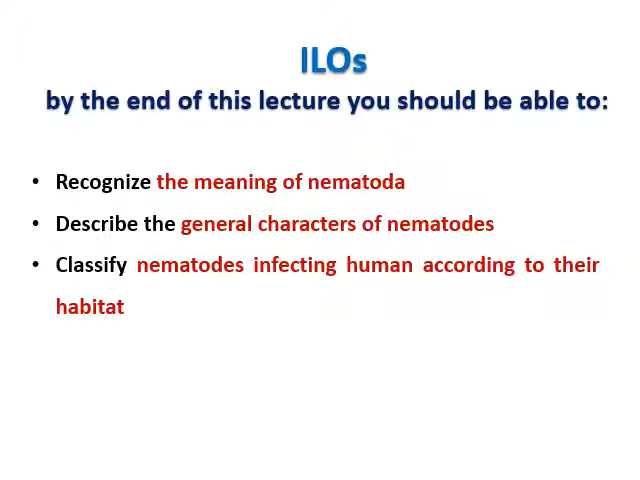 ILOs
by the end of this lecture you should be able to:
• Recognize the meaning of nematoda
• Describe the general characters of nematodes
• Classify nematodes infecting human according to their
habitat